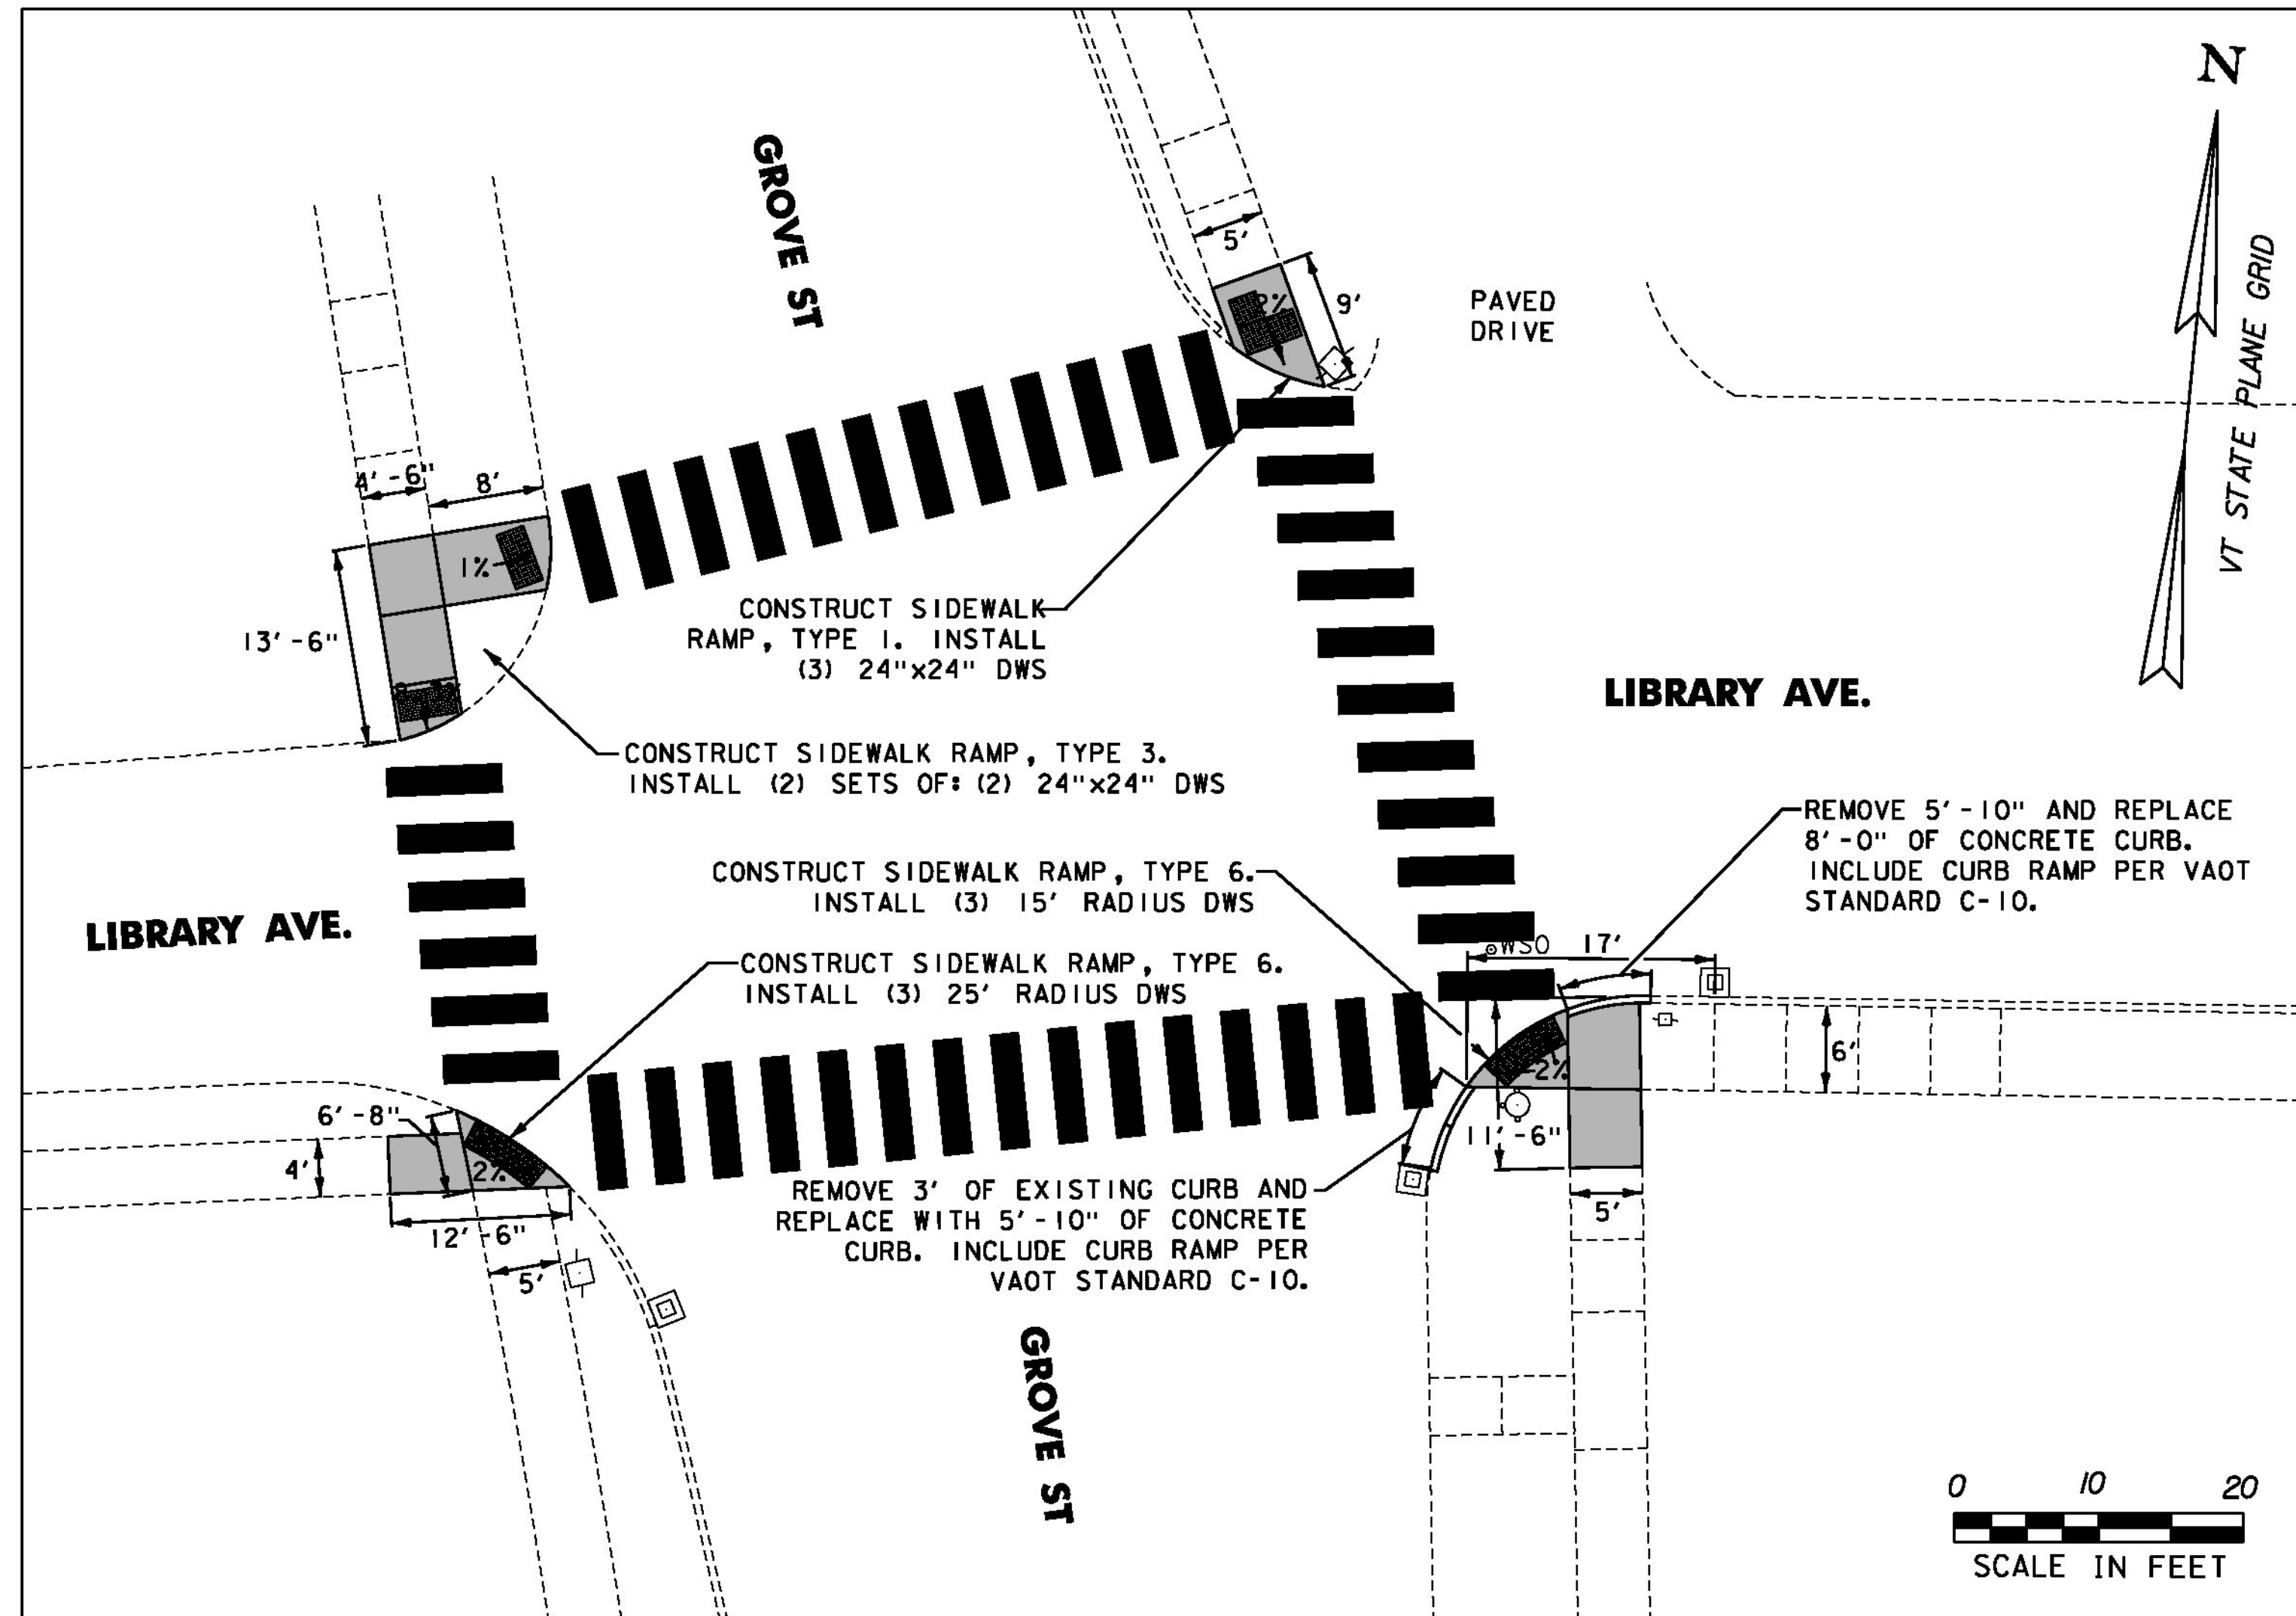 N
VT STATE PLANE GRID
GROVE ST
5'
2%
9'
PAVED
DRIVE
4'-6"
8'
1%
13'-6"
CONSTRUCT SIDEWALK
RAMP, TYPE 1. INSTALL
(3) 24"x24" DWS
LIBRARY AVE.
CONSTRUCT SIDEWALK RAMP, TYPE 3.
INSTALL (2) SETS OF: (2) 24"x24" DWS
REMOVE 5'-10" AND REPLACE
8'-0" OF CONCRETE CURB.
INCLUDE CURB RAMP PER VAOT
STANDARD C-10.
CONSTRUCT SIDEWALK RAMP, TYPE 6.
INSTALL (3) 15' RADIUS DWS
LIBRARY AVE.
WSO
17'
CONSTRUCT SIDEWALK RAMP, TYPE 6.
INSTALL (3) 25' RADIUS DWS
6'
2%
6'-8"
4'
2%
11'-6"
12'-6"
5'
5'
REMOVE 3' OF EXISTING CURB AND
REPLACE WITH 5'-10" OF CONCRETE
CURB. INCLUDE CURB RAMP PER
VAOT STANDARD C-10.
GROVE ST
0 10 20
SCALE IN FEET